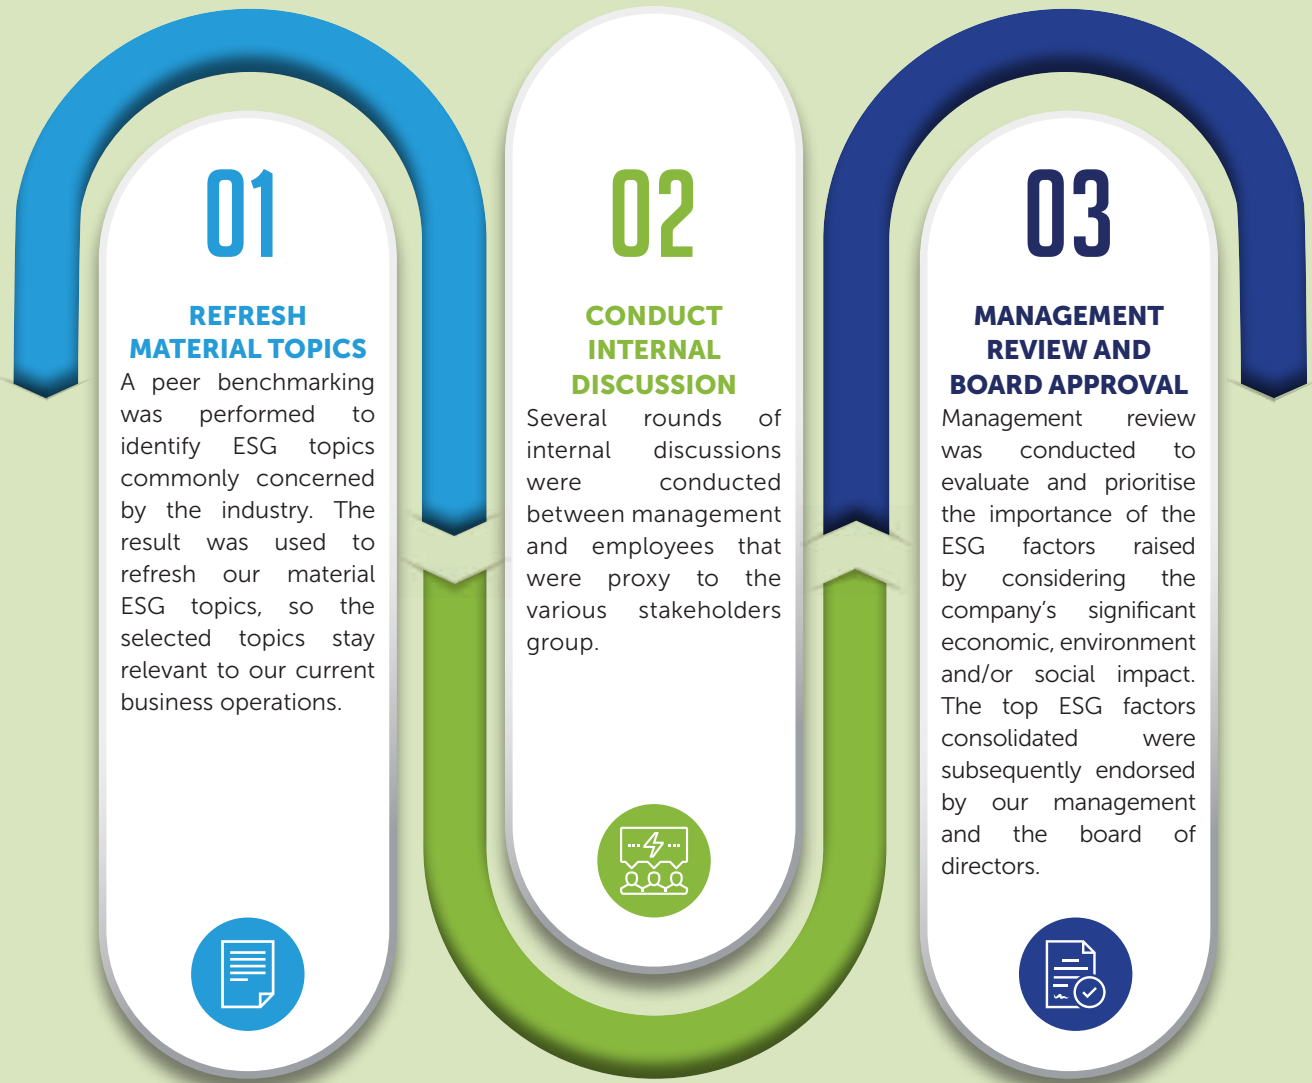 01
REFRESH
MATERIAL TOPICS
A peer benchmarking
was performed to
identify ESG topics
commonly concerned
by the industry. The
result was used to
refresh our material
ESG topics, so the
selected topics stay
relevant to our current
business operations.
02
CONDUCT
INTERNAL
DISCUSSION
Several rounds of
internal discussions
were conducted
between management
and employees that
were proxy to the
various stakeholders
group.
03
MANAGEMENT
REVIEW AND
BOARD APPROVAL
Management review
was conducted to
evaluate and prioritise
the importance of the
ESG factors raised
by considering the
company’s significant
economic, environment
and/or social impact.
The top ESG factors
consolidated were
subsequently endorsed
by our management
and the board of
directors.